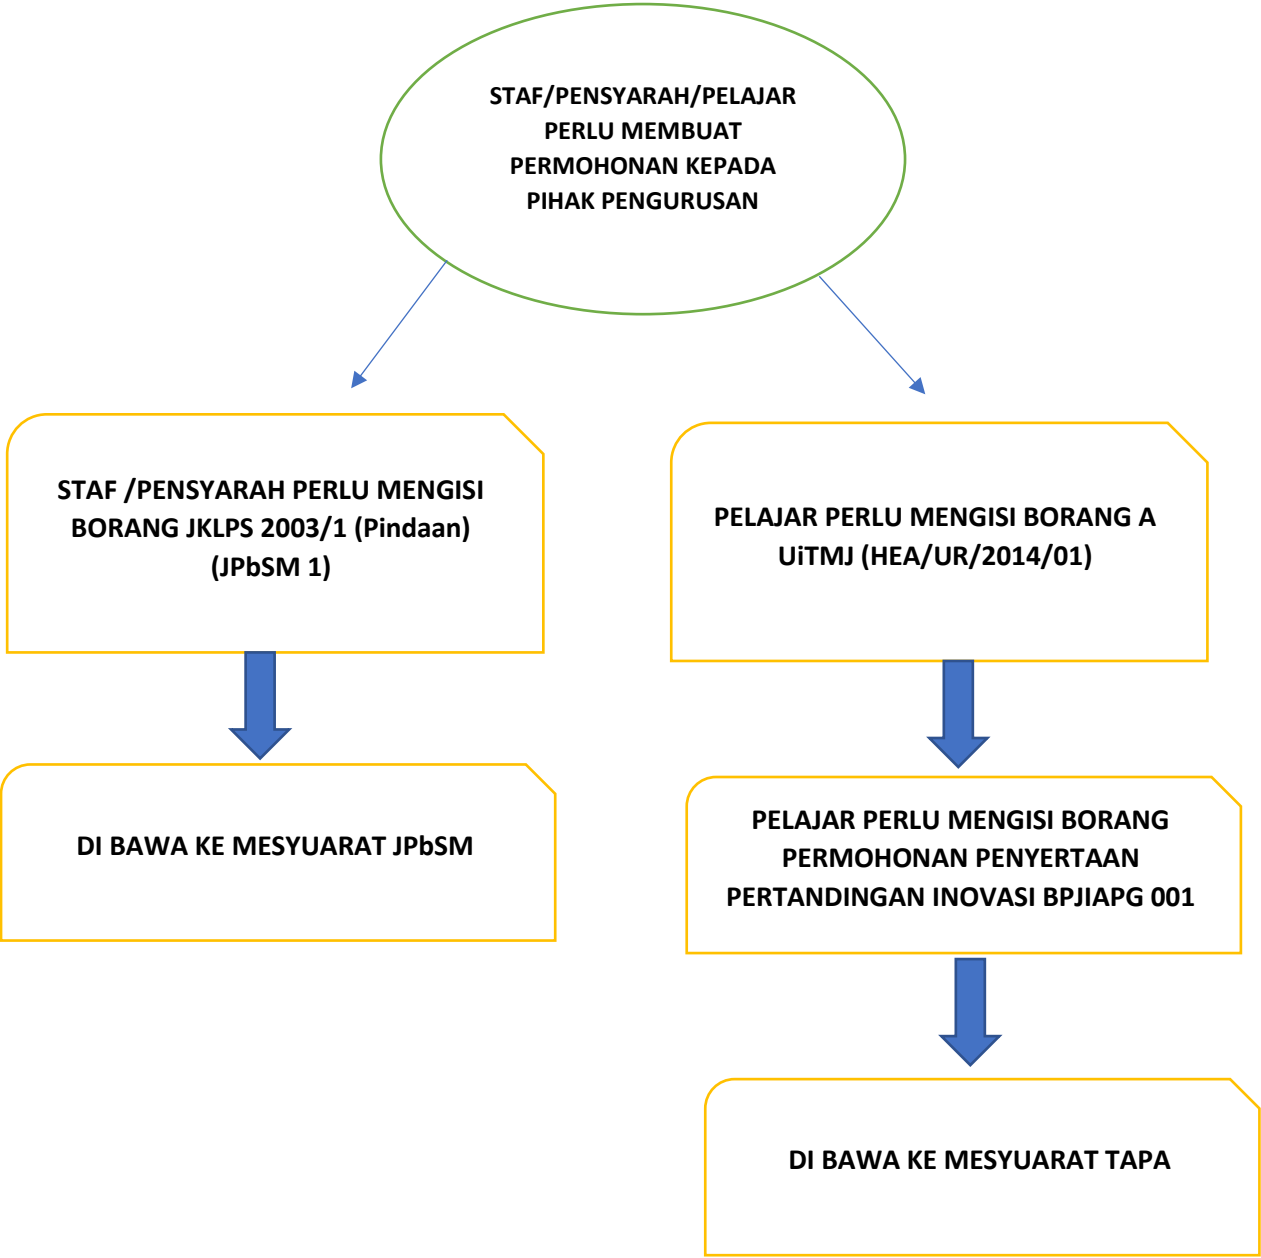 STAF/PENSYARAH/PELAJAR
PERLU MEMBUAT
PERMOHONAN KEPADA
PIHAK PENGURUSAN
STAF /PENSYARAH PERLU MENGISI
BORANG JKLPS 2003/1 (Pindaan)
(JPbSM 1)
PELAJAR PERLU MENGISI BORANG A
UiTMJ (HEA/UR/2014/01)
DI BAWA KE MESYUARAT JPbSM
PELAJAR PERLU MENGISI BORANG
PERMOHONAN PENYERTAAN
PERTANDINGAN INOVASI BPJIAPG 001
DI BAWA KE MESYUARAT TAPA